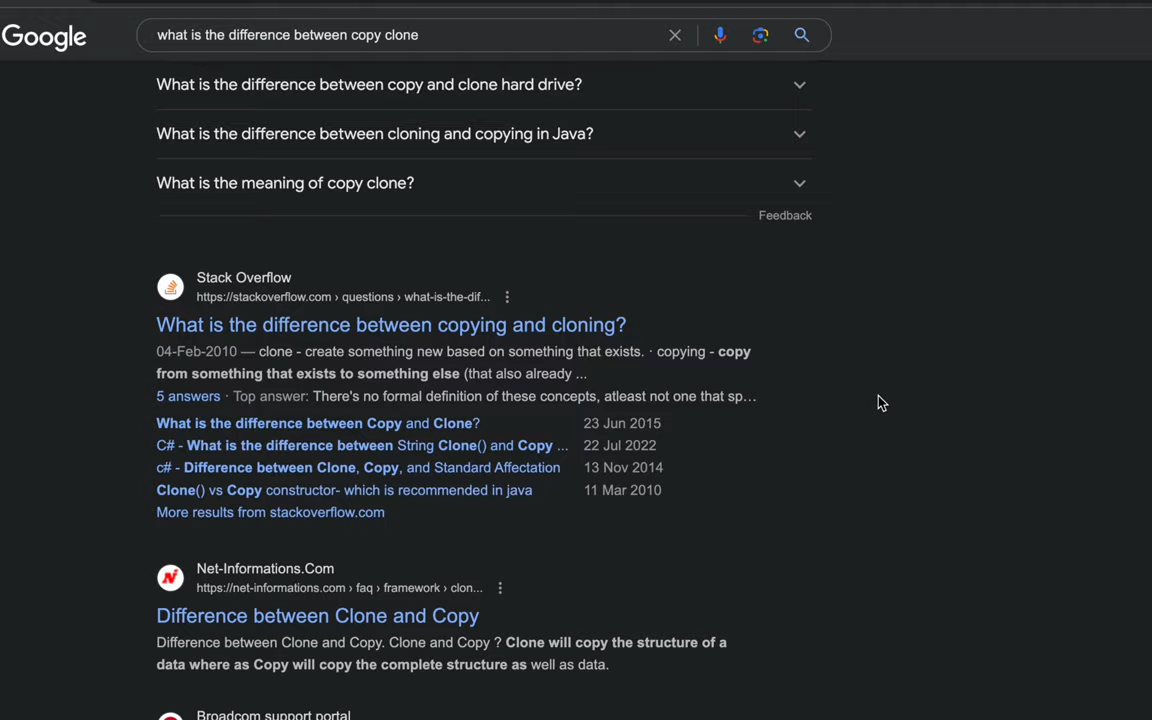 Google
what is the difference between copy clone
What is the difference between copy and clone hard drive?
What is the difference between cloning and copying in Java?
What is the meaning of copy clone?
Feedback
Stack Overflow
https://stackoverflow.com › questions › what-is-the-dif...
What is the difference between copying and cloning?
04-Feb-2010 — clone - create something new based on something that exists. · copying - copy
from something that exists to something else (that also already ...
5 answers · Top answer: There's no formal definition of these concepts, atleast not one that sp...
What is the difference between Copy and Clone? 23 Jun 2015
C# - What is the difference between String Clone() and Copy ... 22 Jul 2022
c# - Difference between Clone, Copy, and Standard Affectation 13 Nov 2014
Clone() vs Copy constructor- which is recommended in java 11 Mar 2010
More results from stackoverflow.com
Net-Informations.Com
https://net-informations.com › faq › framework › clon...
Difference between Clone and Copy
Difference between Clone and Copy. Clone and Copy ? Clone will copy the structure of a
data where as Copy will copy the complete structure as well as data.
Broadcom support portal